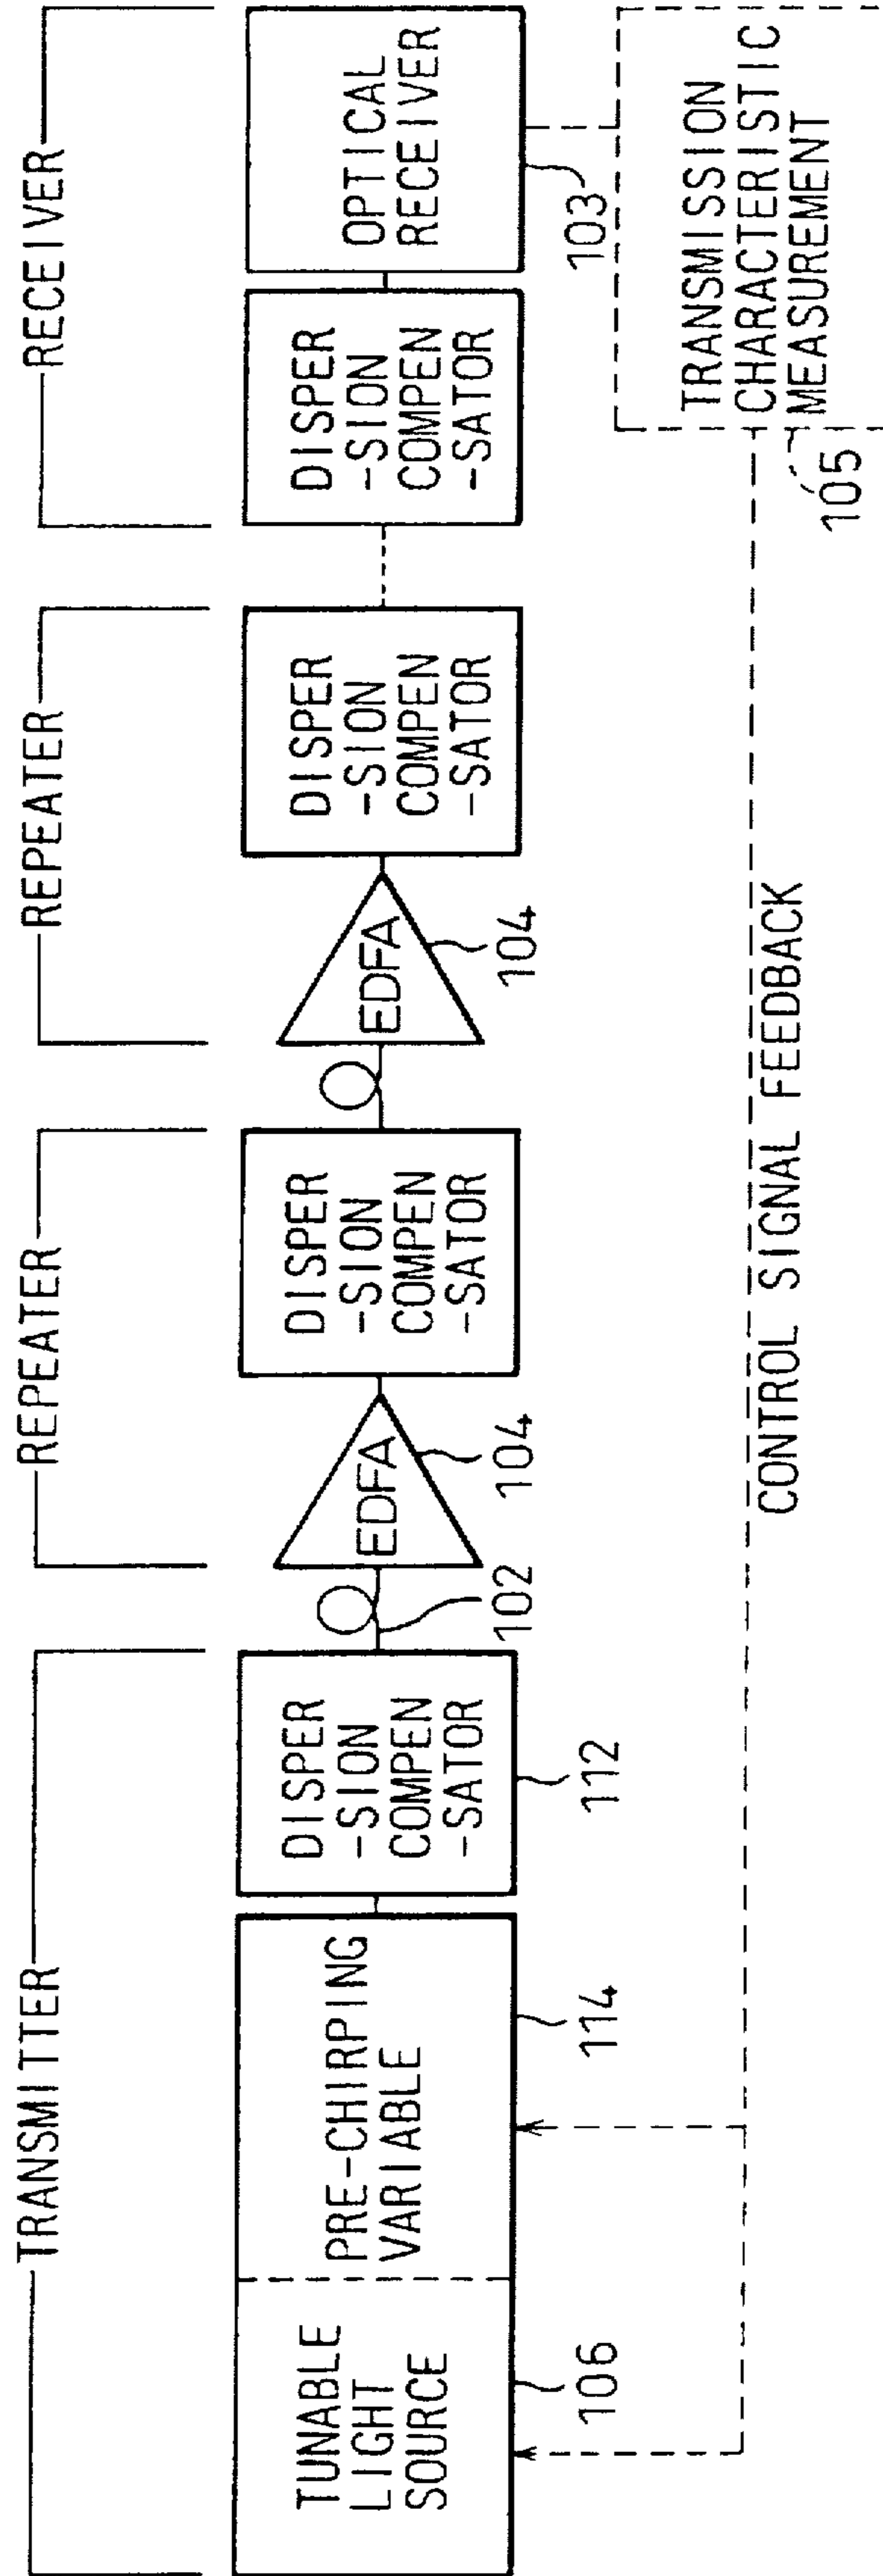 TRANSMITTER
REPEATER
REPEATER
RECEIVER
TUNABLE
LIGHT
SOURCE
PRE-CHIRPING
VARIABLE
DISPER
-SION
COMPEN
-SATOR
EDFA
DISPER
-SION
COMPEN
-SATOR
EDFA
DISPER
-SION
COMPEN
-SATOR
DISPER
-SION
COMPEN
-SATOR
OPTICAL
RECEIVER
106
114
112
102
104
104
103
CONTROL SIGNAL FEEDBACK
105
TRANSMISSION
CHARACTERISTIC
MEASUREMENT